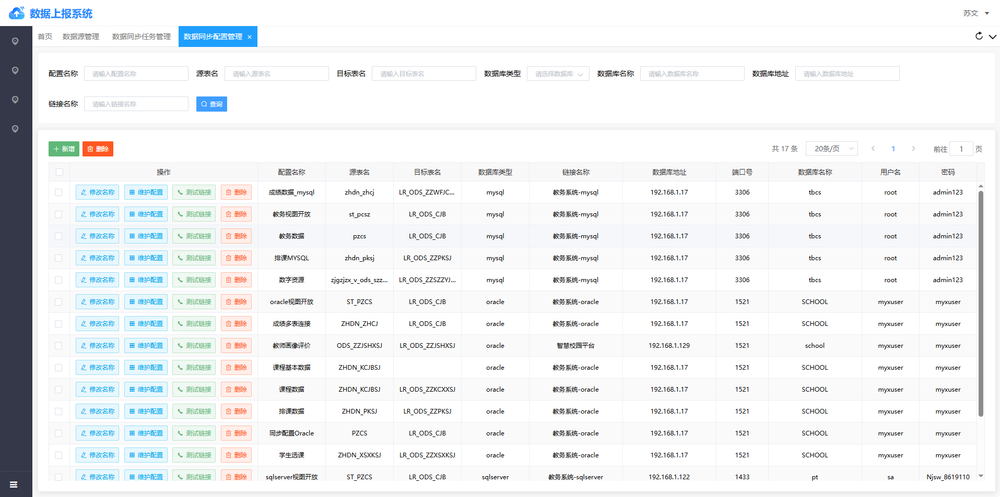 数据上报系统
苏文
首页 数据源管理 数据同步任务管理 数据同步配置管理
配置名称 请输入配置名称 源表名 请输入源表名 目标表名 请输入目标表名 数据库类型 请选择数据库 数据库名称 请输入数据库名称 数据库地址 请输入数据库地址
链接名称 请输入链接名称 查询
新增 删除 共 17 条 20条/页 1 前往 1 页
操作 配置名称 源表名 目标表名 数据库类型 链接名称 数据库地址 端口号 数据库名称 用户名 密码
修改名称 维护配置 测试链接 删除 成绩数据_mysql zhdn_zhcj LR_ODS_ZZWFJC... mysql 教务系统-mysql 192.168.1.17 3306 tbcs root admin123
修改名称 维护配置 测试链接 删除 教务视图开放 st_pcsz LR_ODS_CJB mysql 教务系统-mysql 192.168.1.17 3306 tbcs root admin123
修改名称 维护配置 测试链接 删除 教务数据 pzcs LR_ODS_CJB mysql 教务系统-mysql 192.168.1.17 3306 tbcs root admin123
修改名称 维护配置 测试链接 删除 排课MYSQL zhdn_pksj LR_ODS_ZZPKSJ mysql 教务系统-mysql 192.168.1.17 3306 tbcs root admin123
修改名称 维护配置 测试链接 删除 数字资源 zjgzjzx_v_ods_szz... LR_ODS_ZZSZZYJ... mysql 教务系统-mysql 192.168.1.17 3306 tbcs root admin123
修改名称 维护配置 测试链接 删除 oracle视图开放 ST_PZCS LR_ODS_CJB oracle 教务系统-oracle 192.168.1.17 1521 SCHOOL myxuser myxuser
修改名称 维护配置 测试链接 删除 成绩多表连接 ZHDN_ZHCJ LR_ODS_CJB oracle 教务系统-oracle 192.168.1.17 1521 SCHOOL myxuser myxuser
修改名称 维护配置 测试链接 删除 教师画像评价 ODS_ZZJSHXSJ LR_ODS_ZZJSHXSJ oracle 智慧校园平台 192.168.1.129 1521 school myxuser myxuser
修改名称 维护配置 测试链接 删除 课程基本数据 ZHDN_KCJBSJ oracle 教务系统-oracle 192.168.1.17 1521 SCHOOL myxuser myxuser
修改名称 维护配置 测试链接 删除 课程数据 ZHDN_KCJBSJ LR_ODS_ZZKCXXSJ oracle 教务系统-oracle 192.168.1.17 1521 SCHOOL myxuser myxuser
修改名称 维护配置 测试链接 删除 排课数据 ZHDN_PKSJ LR_ODS_ZZPKSJ oracle 教务系统-oracle 192.168.1.17 1521 SCHOOL myxuser myxuser
修改名称 维护配置 测试链接 删除 同步配置Oracle PZCS LR_ODS_CJB oracle 教务系统-oracle 192.168.1.17 1521 SCHOOL myxuser myxuser
修改名称 维护配置 测试链接 删除 学生选课 ZHDN_XSXKSJ LR_ODS_ZZXSXKSJ oracle 教务系统-oracle 192.168.1.17 1521 SCHOOL myxuser myxuser
修改名称 维护配置 测试链接 删除 sqlserver视图开放 ST_PZCS LR_ODS_CJB sqlserver 教务系统-sqlserver 192.168.1.122 1433 pt sa Njsw_8619110